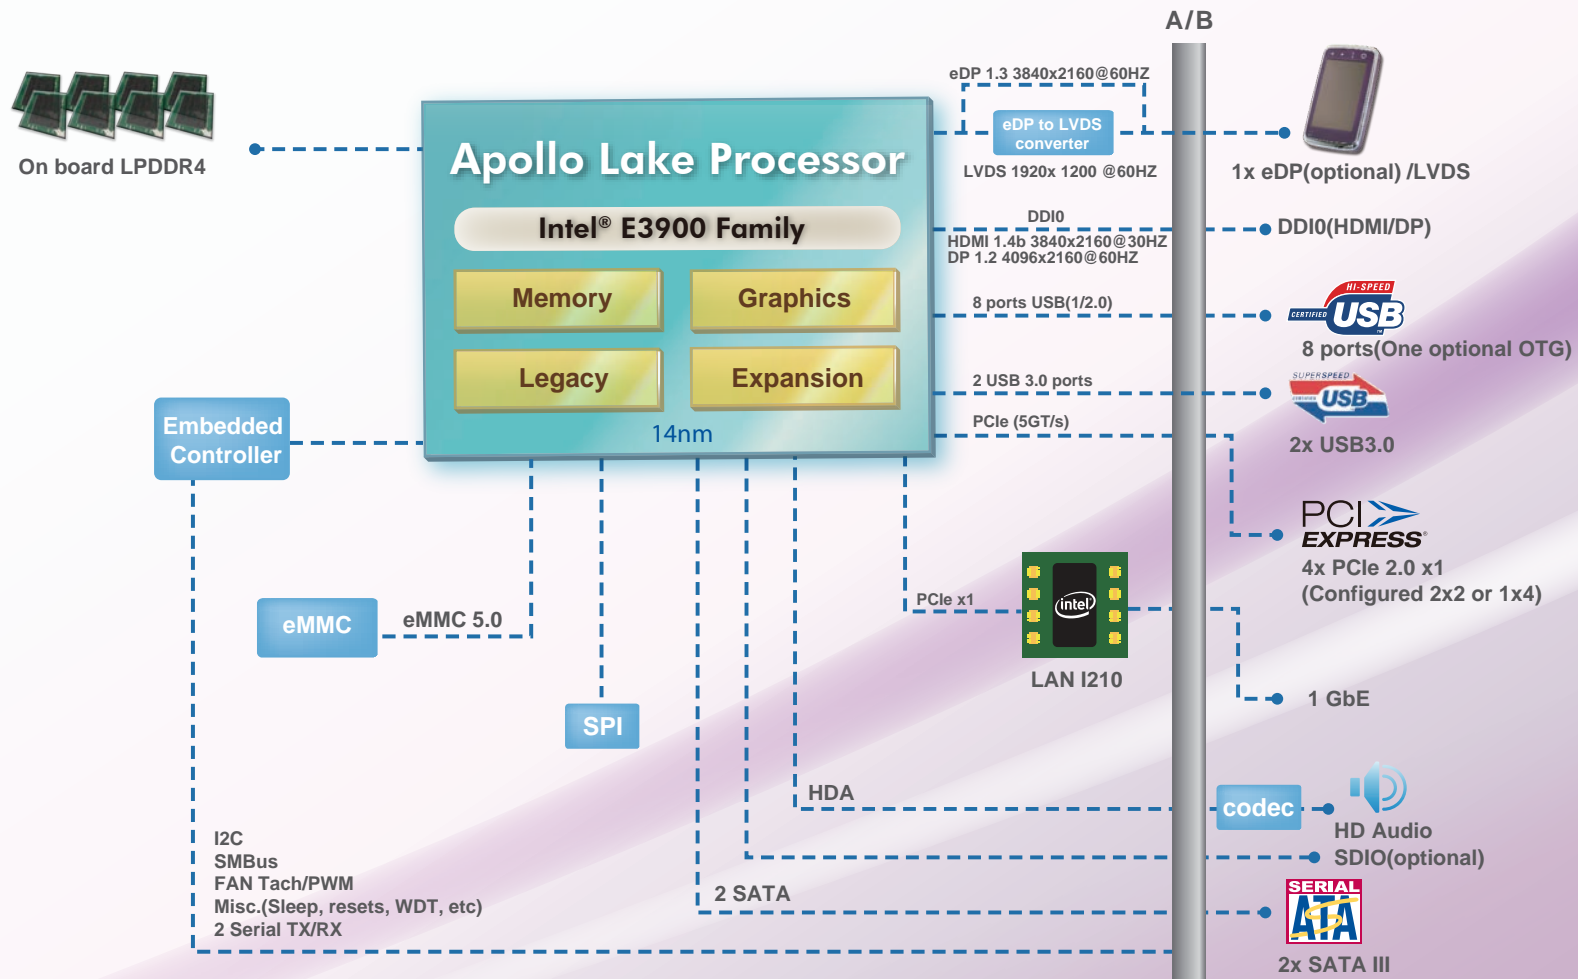 A/B
On board LPDDR4
Apollo Lake Processor
Intel® E3900 Family
Memory
Graphics
Legacy
Expansion
14nm
eDP 1.3 3840x2160@60HZ
eDP to LVDS
converter
LVDS 1920x 1200 @60HZ
1x eDP(optional) /LVDS
DDI0
HDMI 1.4b 3840x2160@30HZ
DP 1.2 4096x2160@60HZ
DDI0(HDMI/DP)
8 ports USB(1/2.0)
HI-SPEED
CERTIFIED
USB
TM
8 ports(One optional OTG)
2 USB 3.0 ports
SUPERSPEED
CERTIFIED
USB
2x USB3.0
PCIe (5GT/s)
PCI
EXPRESS®
4x PCIe 2.0 x1
(Configured 2x2 or 1x4)
Embedded
Controller
eMMC
eMMC 5.0
SPI
PCIe x1
intel
LAN I210
1 GbE
HDA
codec
HD Audio
SDIO(optional)
I2C
SMBus
FAN Tach/PWM
Misc.(Sleep, resets, WDT, etc)
2 Serial TX/RX
2 SATA
SERIAL
ATA
2x SATA III